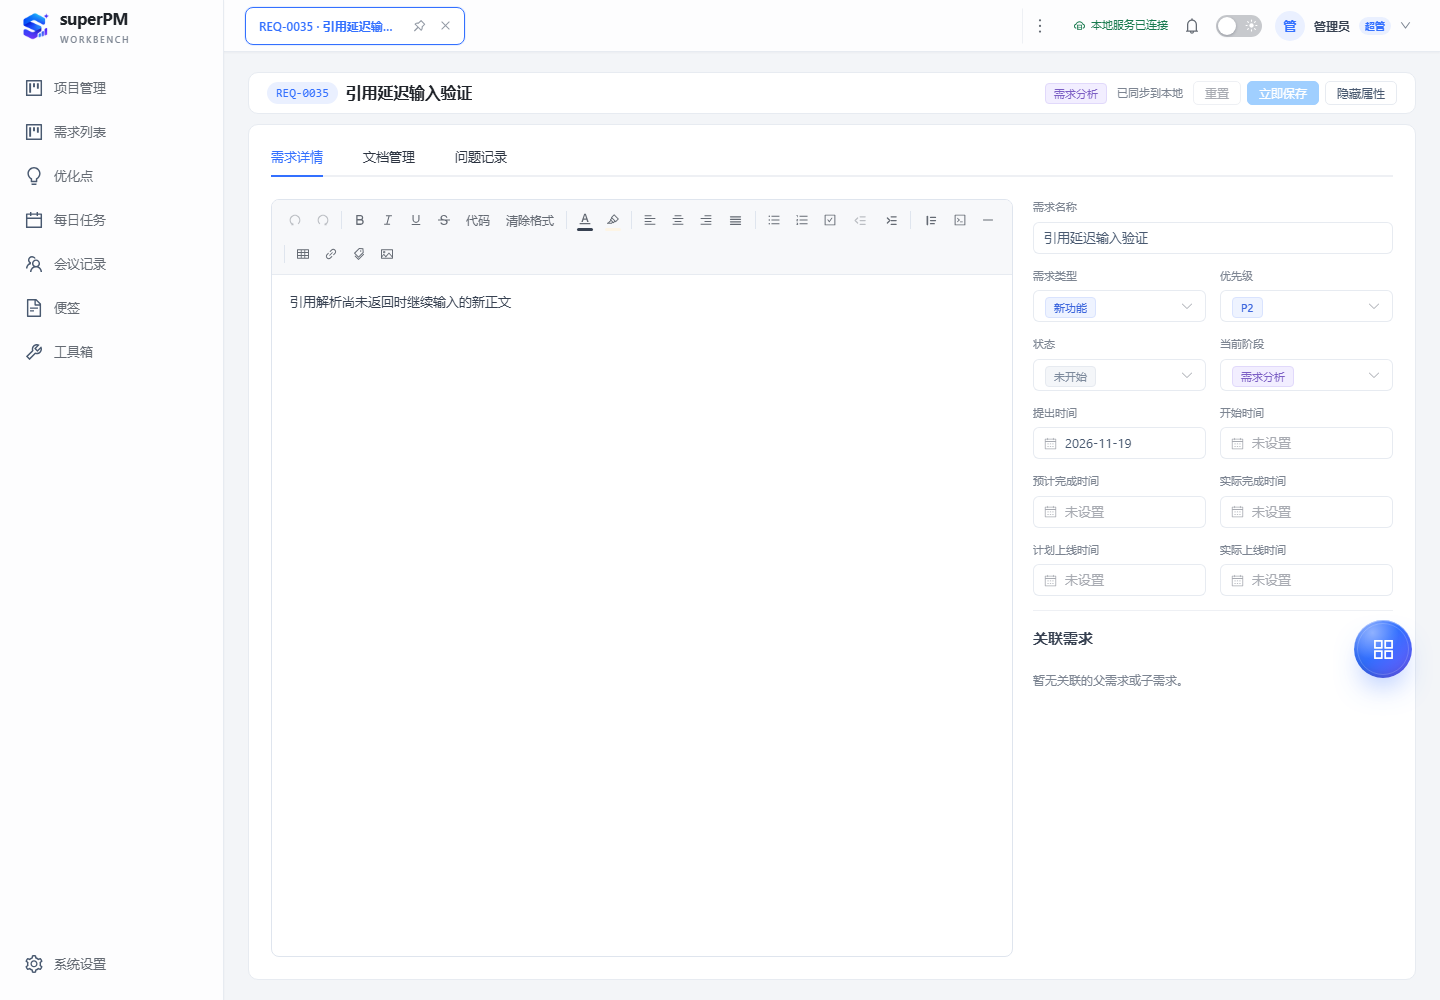 superPM
WORKBENCH
项目管理
需求列表
优化点
每日任务
会议记录
便签
工具箱
系统设置
REQ-0035 · 引用延迟输...
本地服务已连接
管
管理员
超管
REQ-0035
引用延迟输入验证
需求分析
已同步到本地
重置
立即保存
隐藏属性
需求详情
文档管理
问题记录
B I U S 代码 清除格式 A
引用解析尚未返回时继续输入的新正文
需求名称
引用延迟输入验证
需求类型
优先级
新功能
P2
状态
当前阶段
未开始
需求分析
提出时间
开始时间
2026-11-19
未设置
预计完成时间
实际完成时间
未设置
未设置
计划上线时间
实际上线时间
未设置
未设置
关联需求
暂无关联的父需求或子需求。